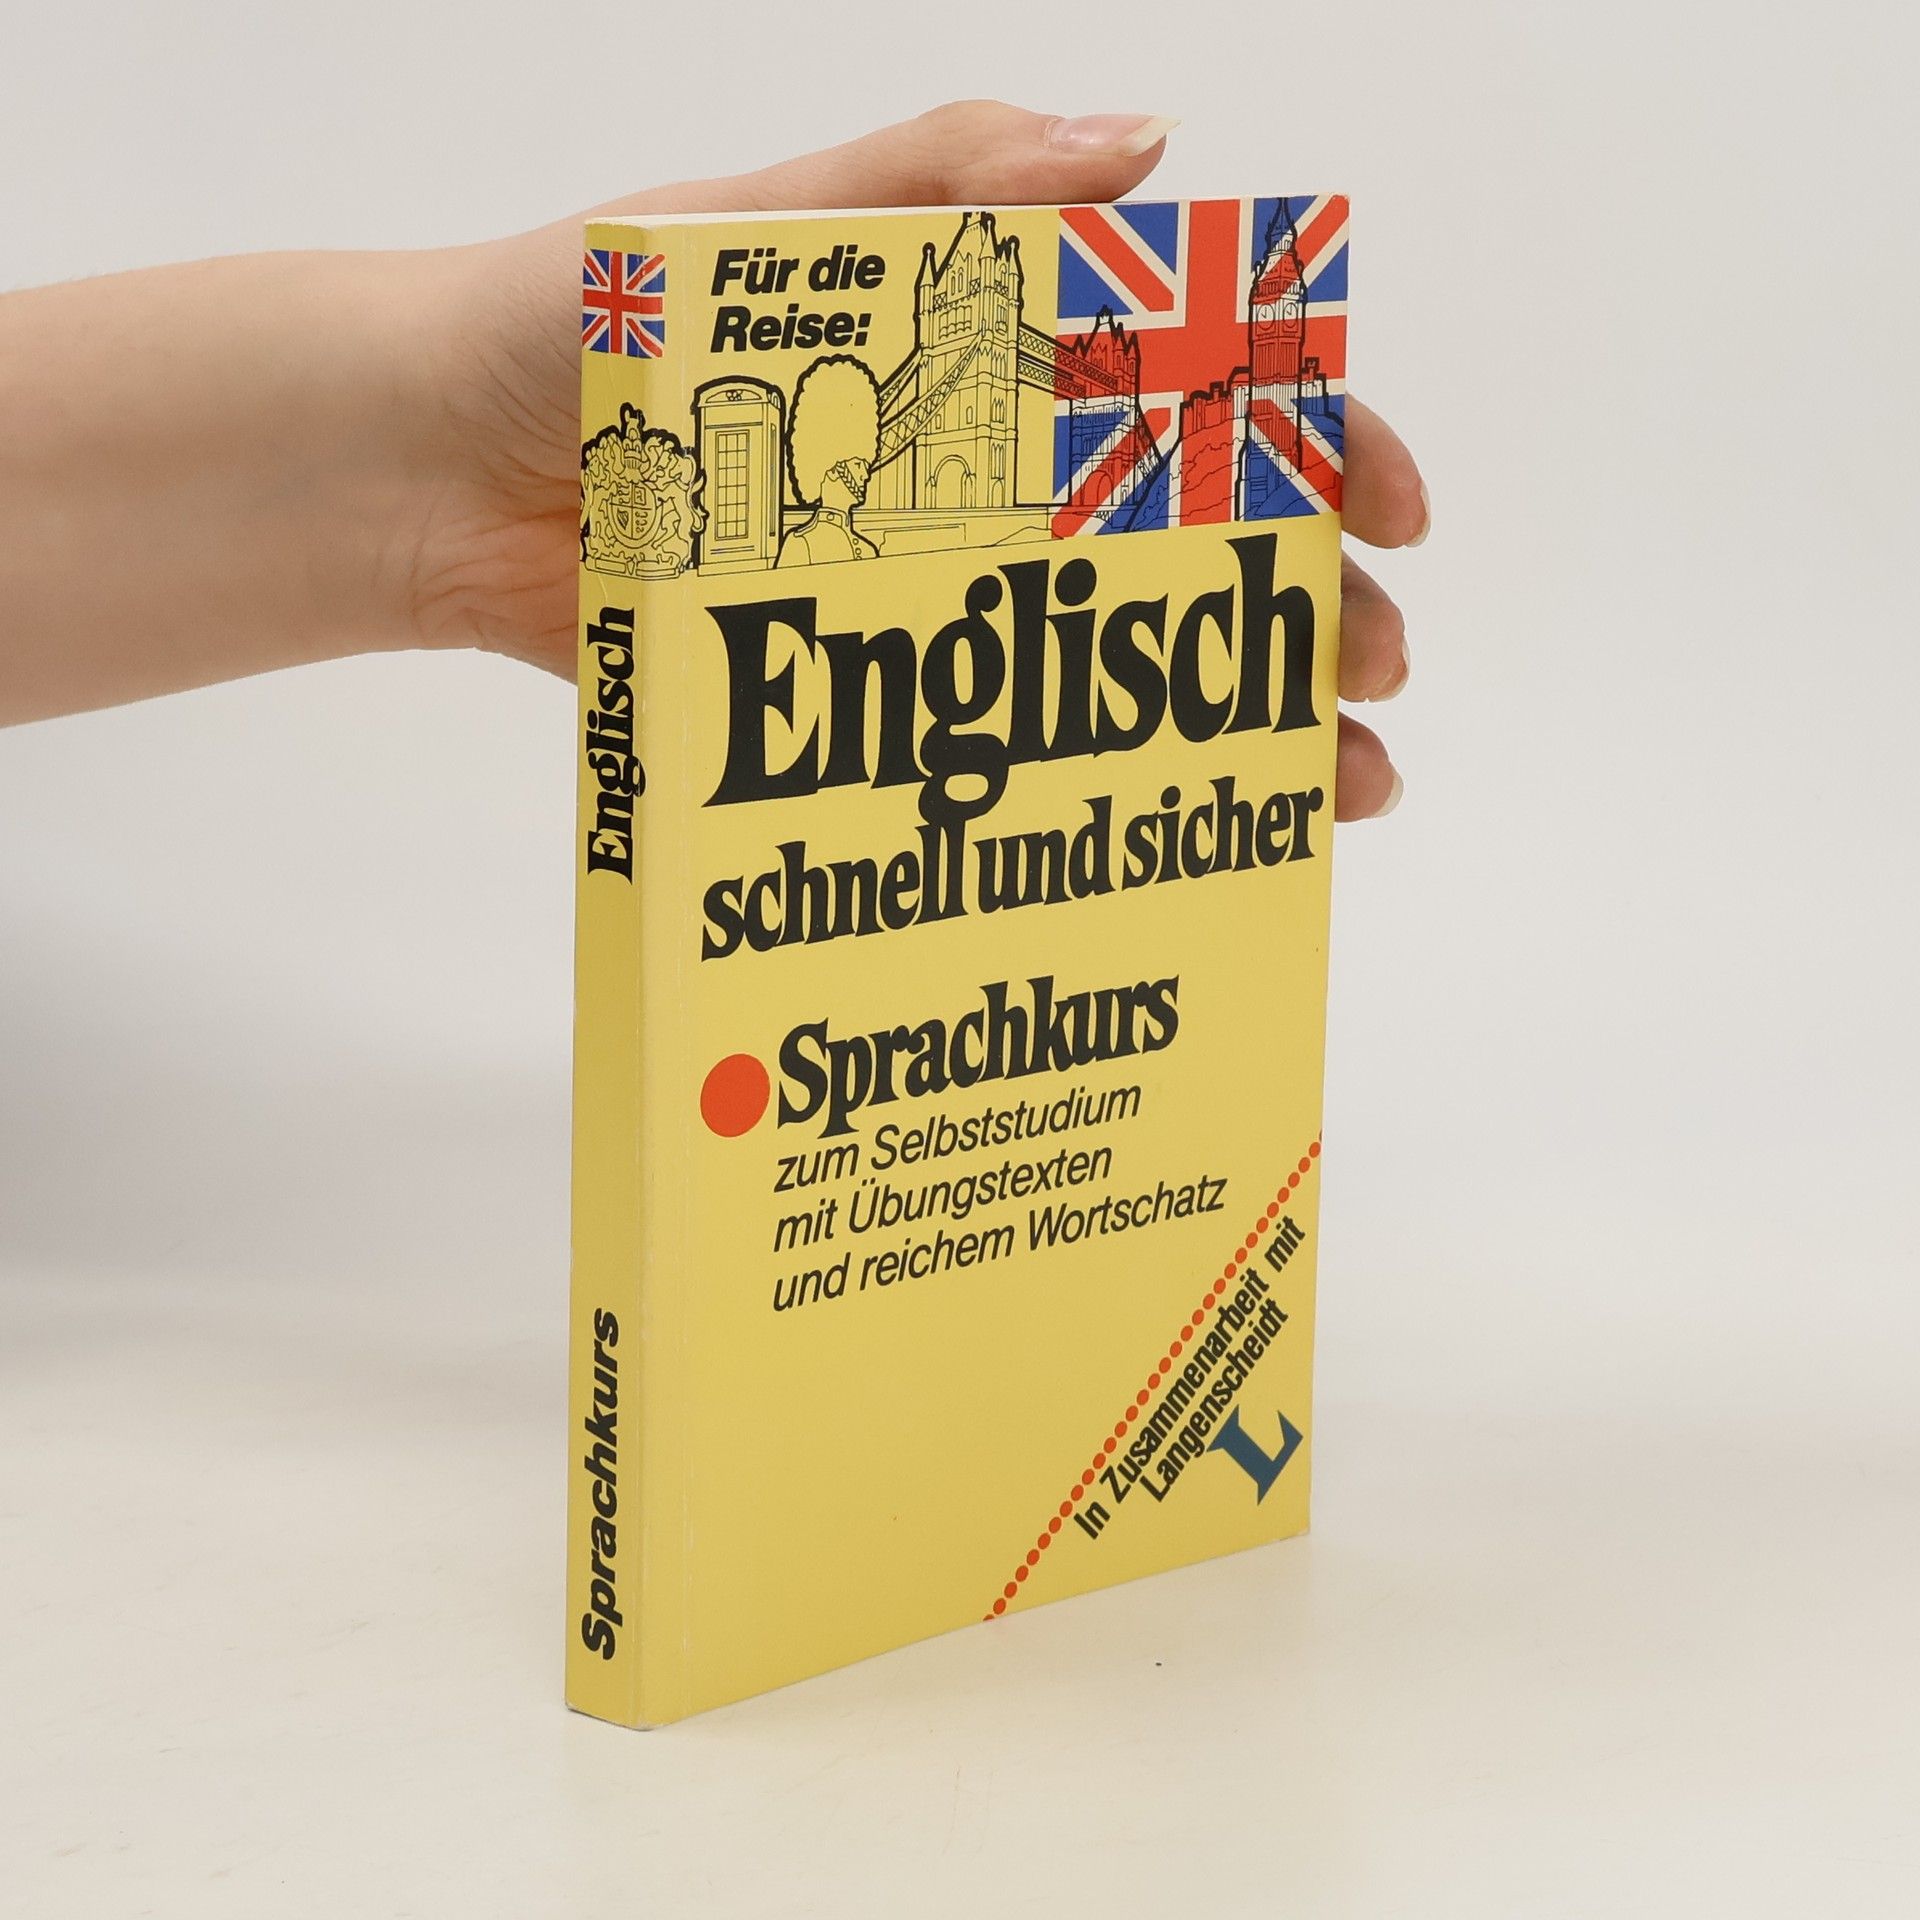 Für die
Reise:
Englisch
schnell und sicher
Sprachkurs
zum Selbststudium
mit Übungstexten
und reichem Wortschatz
In Zusammenarbeit mit
Langenscheidt
L
Englisch
Sprachkurs